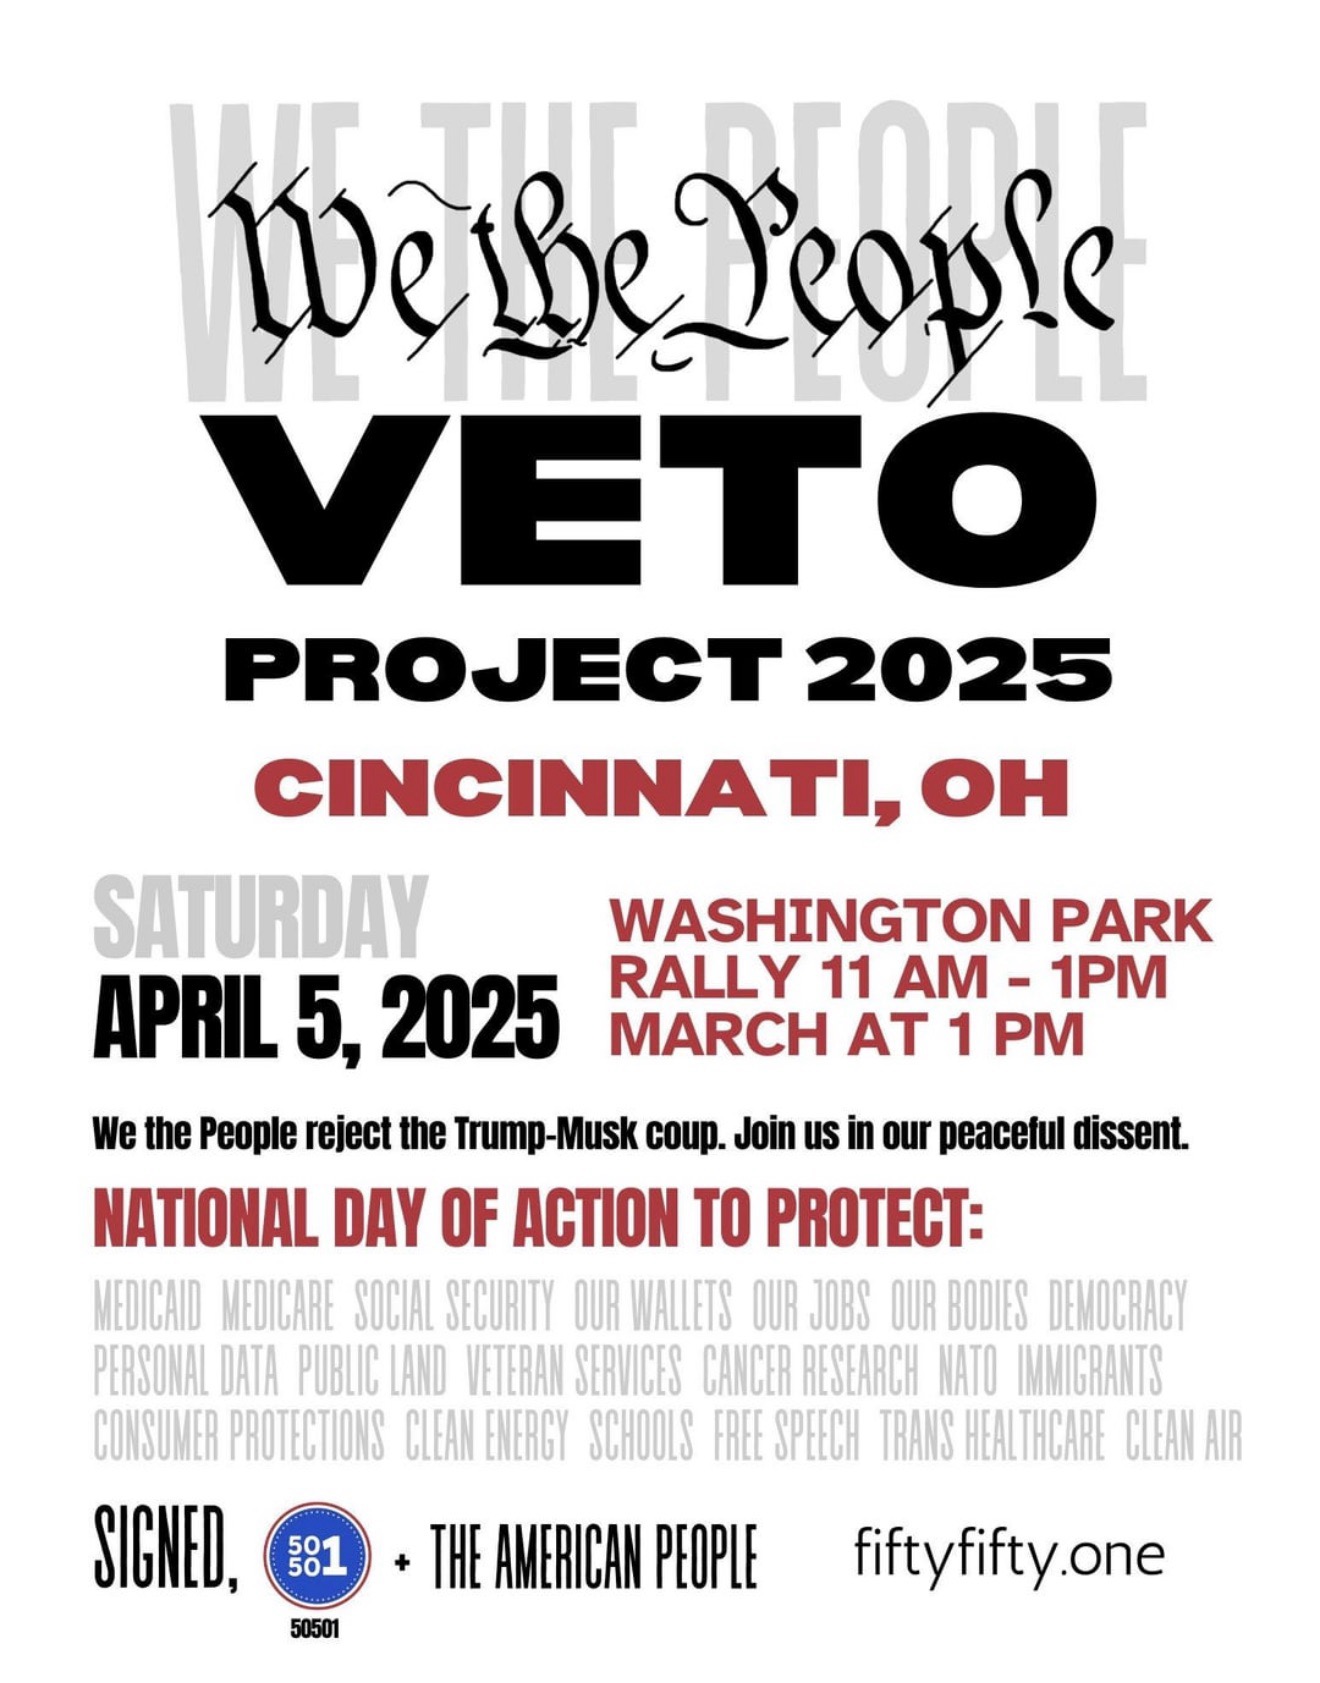 WE THE PEOPLE
We the People
VETO
PROJECT 2025
CINCINNATI, OH
SATURDAY
APRIL 5, 2025
WASHINGTON PARK
RALLY 11 AM - 1PM
MARCH AT 1 PM
We the People reject the Trump-Musk coup. Join us in our peaceful dissent.
NATIONAL DAY OF ACTION TO PROTECT:
MEDICAID MEDICARE SOCIAL SECURITY OUR WALLETS OUR JOBS OUR BODIES DEMOCRACY
PERSONAL DATA PUBLIC LAND VETERAN SERVICES CANCER RESEARCH NATO IMMIGRANTS
CONSUMER PROTECTIONS CLEAN ENERGY SCHOOLS FREE SPEECH TRANS HEALTHCARE CLEAN AIR
SIGNED, 50501 + THE AMERICAN PEOPLE fiftyfifty.one
50501